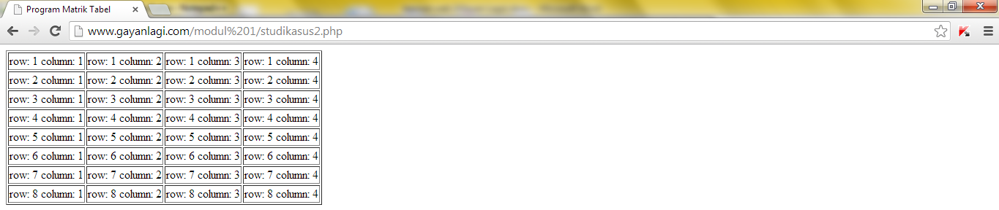 Program Matrik Tabel
www.gayanlagi.com/modul%201/studikasus2.php
row: 1 column: 1 row: 1 column: 2 row: 1 column: 3 row: 1 column: 4
row: 2 column: 1 row: 2 column: 2 row: 2 column: 3 row: 2 column: 4
row: 3 column: 1 row: 3 column: 2 row: 3 column: 3 row: 3 column: 4
row: 4 column: 1 row: 4 column: 2 row: 4 column: 3 row: 4 column: 4
row: 5 column: 1 row: 5 column: 2 row: 5 column: 3 row: 5 column: 4
row: 6 column: 1 row: 6 column: 2 row: 6 column: 3 row: 6 column: 4
row: 7 column: 1 row: 7 column: 2 row: 7 column: 3 row: 7 column: 4
row: 8 column: 1 row: 8 column: 2 row: 8 column: 3 row: 8 column: 4